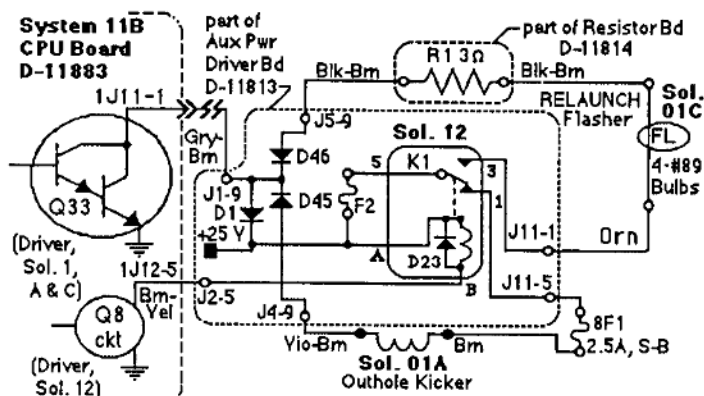 System 11B
CPU Board
D-11883
part of
Aux Pwr
Driver Bd
D-11813
R1 3Ω
part of Resistor Bd
D-11814
Blk-Brn
Blk-Brn
1J11-1
J5-9
RELAUNCH
Flasher
Sol.
01C
FL
4-#89
Bulbs
Gry-
Brn
Sol. 12
D46
5
K1
3
1
Q33
J1-9
D1
D45
F2
+25 V
A
D23
B
J11-1
Orn
(Driver,
Sol. 1,
A & C)
1J12-5
J2-5
J11-5
Brn-
Yel
J4-9
Q8
ckt
8F1
2.5A, S-B
Vio-Brn
Brn
Sol. 01A
Outhole Kicker
(Driver,
Sol. 12)